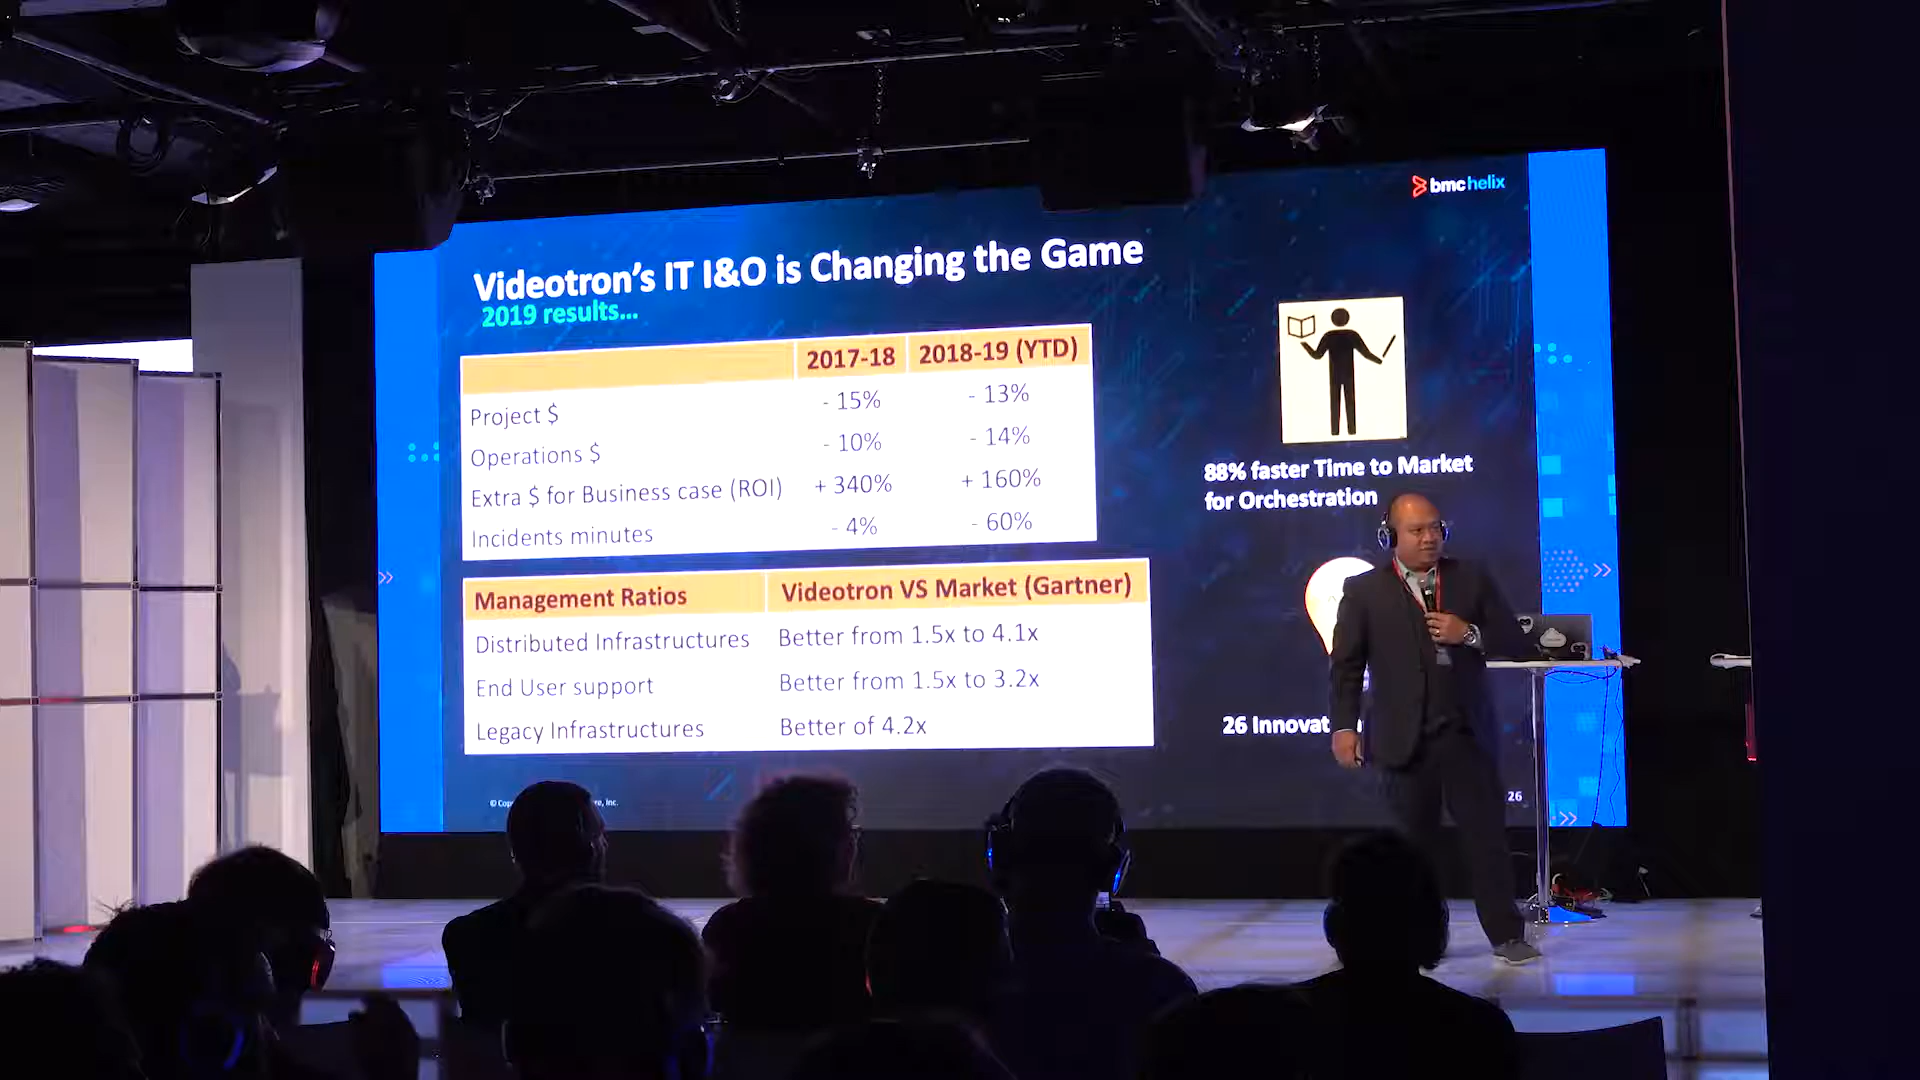 bmchelix
Videotron's IT I&O is Changing the Game
2019 results...
2017-18 2018-19 (YTD)
Project $ - 15% - 13%
Operations $ - 10% - 14%
Extra $ for Business case (ROI) + 340% + 160%
Incidents minutes - 4% - 60%
Management Ratios Videotron VS Market (Gartner)
Distributed Infrastructures Better from 1.5x to 4.1x
End User support Better from 1.5x to 3.2x
Legacy Infrastructures Better of 4.2x
88% faster Time to Market
for Orchestration
26
©
Inc.
26